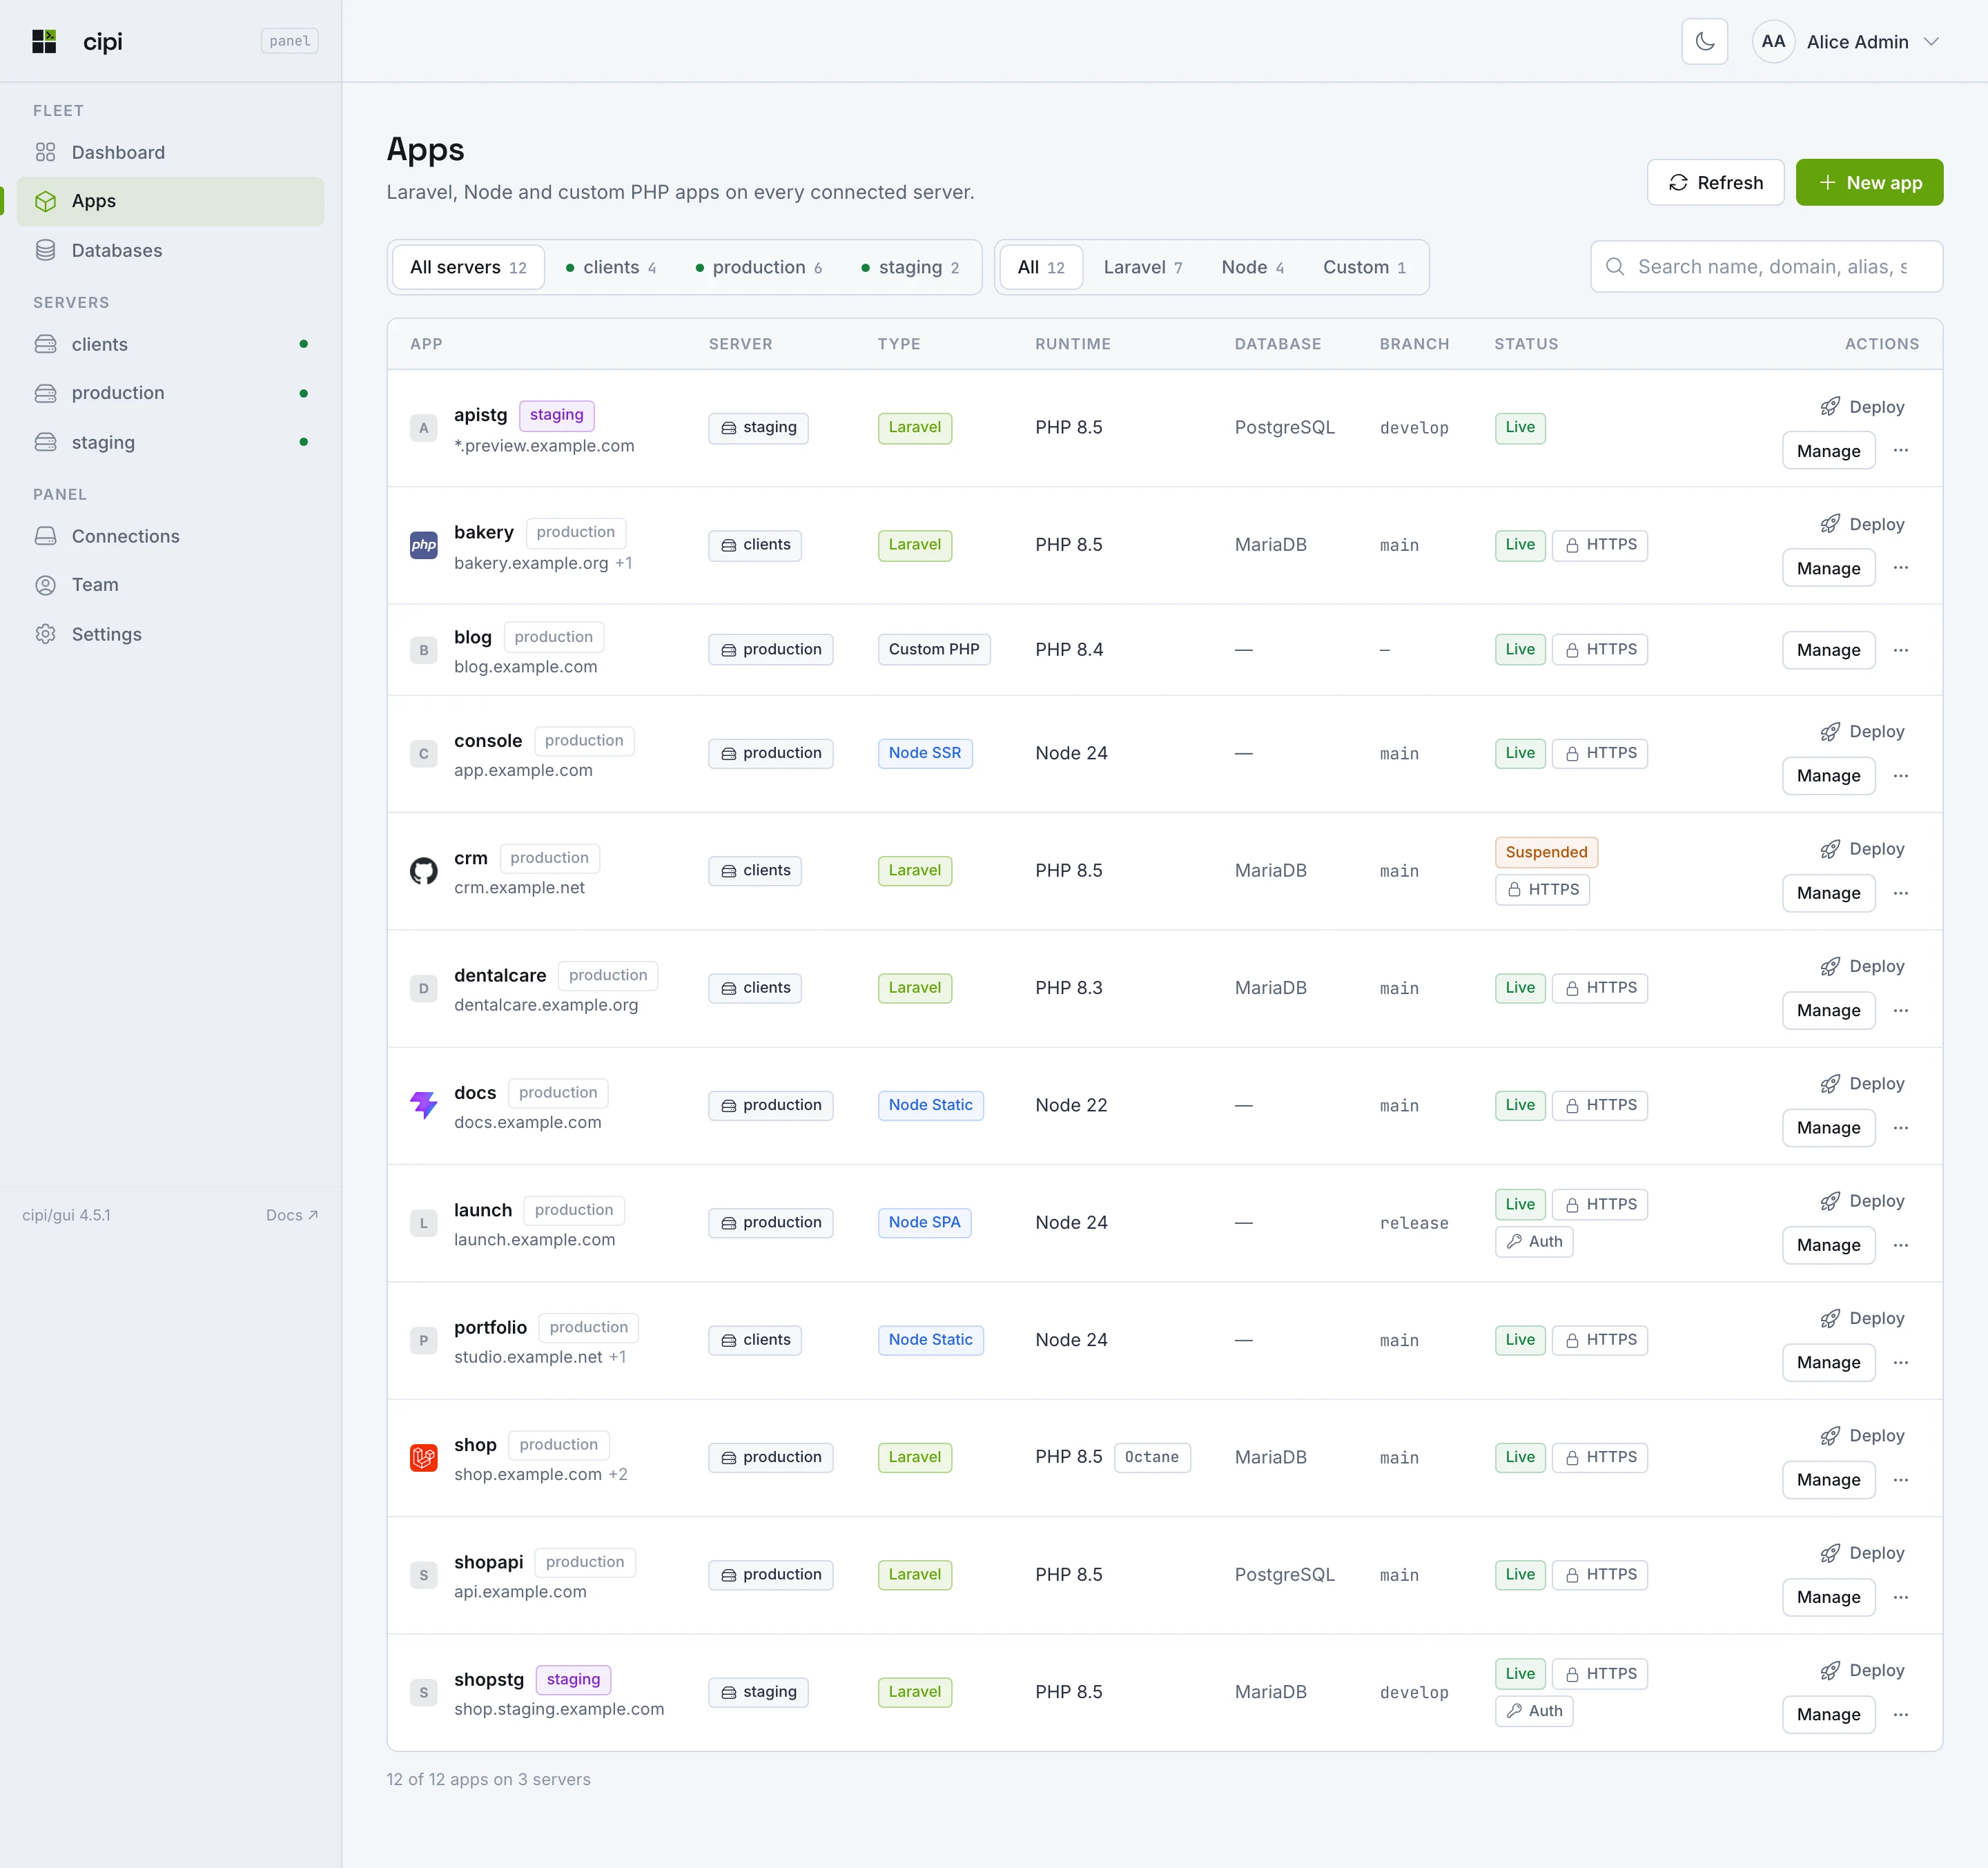 cipi
panel
AA
Alice Admin
FLEET
Dashboard
Apps
Databases
SERVERS
clients
production
staging
PANEL
Connections
Team
Settings
cipi/gui 4.5.1
Docs ↗
Apps
Laravel, Node and custom PHP apps on every connected server.
Refresh
+ New app
All servers 12
clients 4
production 6
staging 2
All 12
Laravel 7
Node 4
Custom 1
Search name, domain, alias, s
APP SERVER TYPE RUNTIME DATABASE BRANCH STATUS ACTIONS
A
apistg staging
*.preview.example.com
staging Laravel PHP 8.5 PostgreSQL develop Live
Deploy
Manage ...
php
bakery production
bakery.example.org +1
clients Laravel PHP 8.5 MariaDB main Live HTTPS
Deploy
Manage ...
B
blog production
blog.example.com
production Custom PHP PHP 8.4 — – Live HTTPS
Manage ...
C
console production
app.example.com
production Node SSR Node 24 — main Live HTTPS
Deploy
Manage ...
crm production
crm.example.net
clients Laravel PHP 8.5 MariaDB main Suspended
HTTPS
Deploy
Manage ...
D
dentalcare production
dentalcare.example.org
clients Laravel PHP 8.3 MariaDB main Live HTTPS
Deploy
Manage ...
docs production
docs.example.com
production Node Static Node 22 — main Live HTTPS
Deploy
Manage ...
L
launch production
launch.example.com
production Node SPA Node 24 — release Live HTTPS
Auth
Deploy
Manage ...
P
portfolio production
studio.example.net +1
clients Node Static Node 24 — main Live HTTPS
Deploy
Manage ...
shop production
shop.example.com +2
production Laravel PHP 8.5 Octane MariaDB main Live HTTPS
Deploy
Manage ...
S
shopapi production
api.example.com
production Laravel PHP 8.5 PostgreSQL main Live HTTPS
Deploy
Manage ...
S
shopstg staging
shop.staging.example.com
staging Laravel PHP 8.5 MariaDB develop Live HTTPS
Auth
Deploy
Manage ...
12 of 12 apps on 3 servers